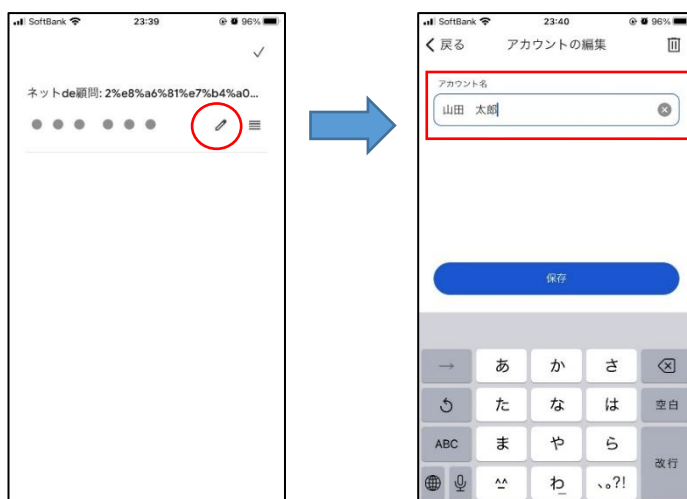 SoftBank 23:39 96%
ネットde顧問: 2%e8%a6%81%e7%b4%a0...
SoftBank 23:40 96%
戻る アカウントの編集
アカウント名
山田 太郎
保存
→ あ か さ
た な は 空白
ABC ま や ら 改行
^^ わ 、。?!